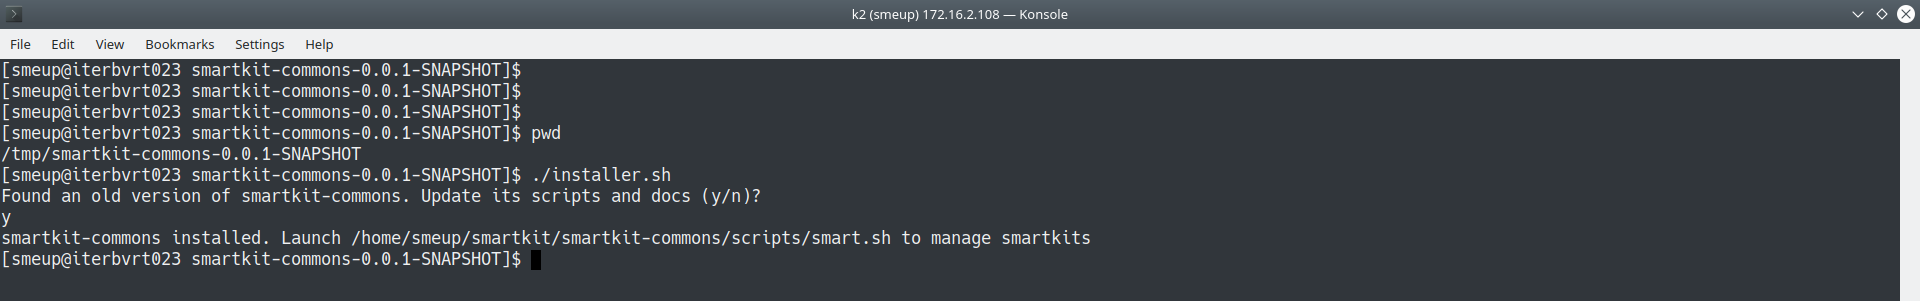 k2 (smeup) 172.16.2.108 — Konsole
File Edit View Bookmarks Settings Help
[smeup@iterbvrt023 smartkit-commons-0.0.1-SNAPSHOT]$
[smeup@iterbvrt023 smartkit-commons-0.0.1-SNAPSHOT]$
[smeup@iterbvrt023 smartkit-commons-0.0.1-SNAPSHOT]$
[smeup@iterbvrt023 smartkit-commons-0.0.1-SNAPSHOT]$ pwd
/tmp/smartkit-commons-0.0.1-SNAPSHOT
[smeup@iterbvrt023 smartkit-commons-0.0.1-SNAPSHOT]$ ./installer.sh
Found an old version of smartkit-commons. Update its scripts and docs (y/n)?
y
smartkit-commons installed. Launch /home/smeup/smartkit/smartkit-commons/scripts/smart.sh to manage smartkits
[smeup@iterbvrt023 smartkit-commons-0.0.1-SNAPSHOT]$